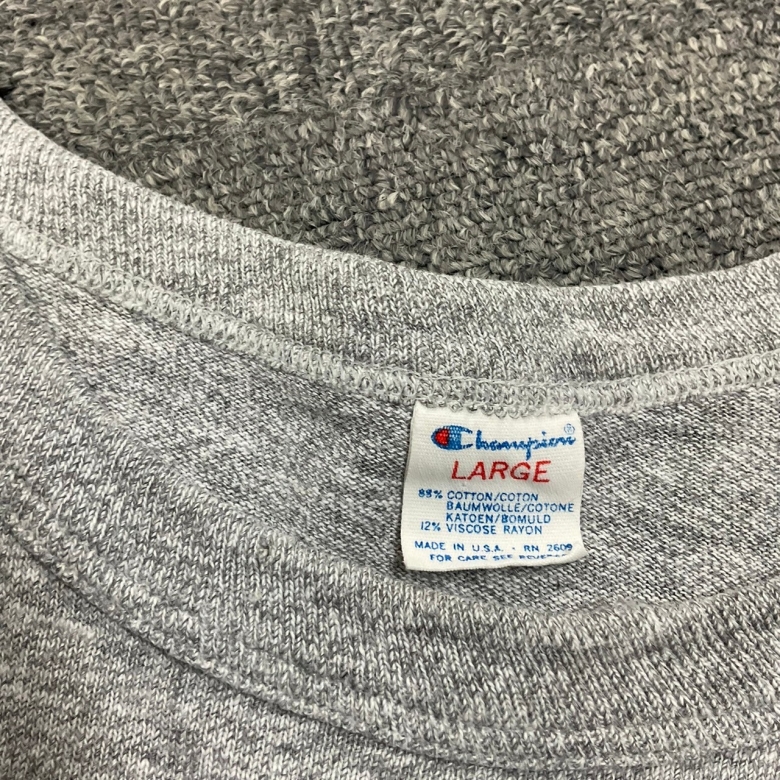 Champion®
LARGE
88% COTTON/COTON
BAUMWOLLE/COTONE
KATOEN/BOMULD
12% VISCOSE RAYON
MADE IN U.S.A. · RN 2609
FOR CARE SEE REVERSE